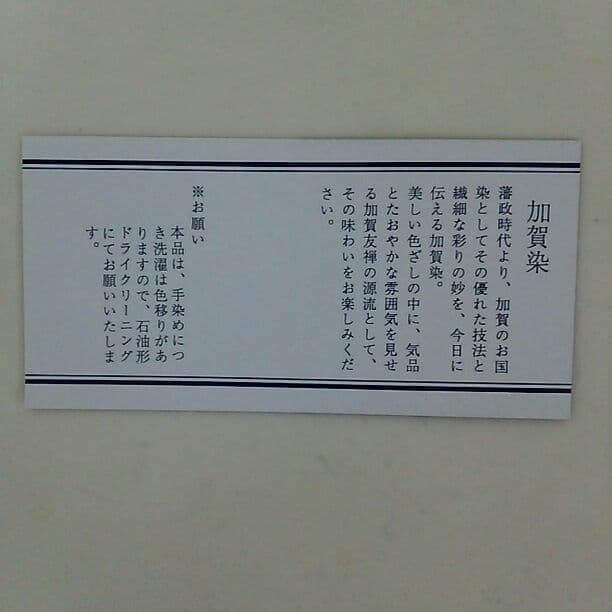 加賀染
藩政時代より、加賀のお国
染としてその優れた技法と
繊細な彩りの妙を、今日に
伝える加賀染。
美しい色ざしの中に、気品
とたおやかな雰囲気を見せ
る加賀友禅の源流として、
その味わいをお楽しみくだ
さい。
※お願い
本品は、手染めにつ
き洗濯は色移りがあ
りますので、石油形
ドライクリーニング
にてお願いいたしま
す。